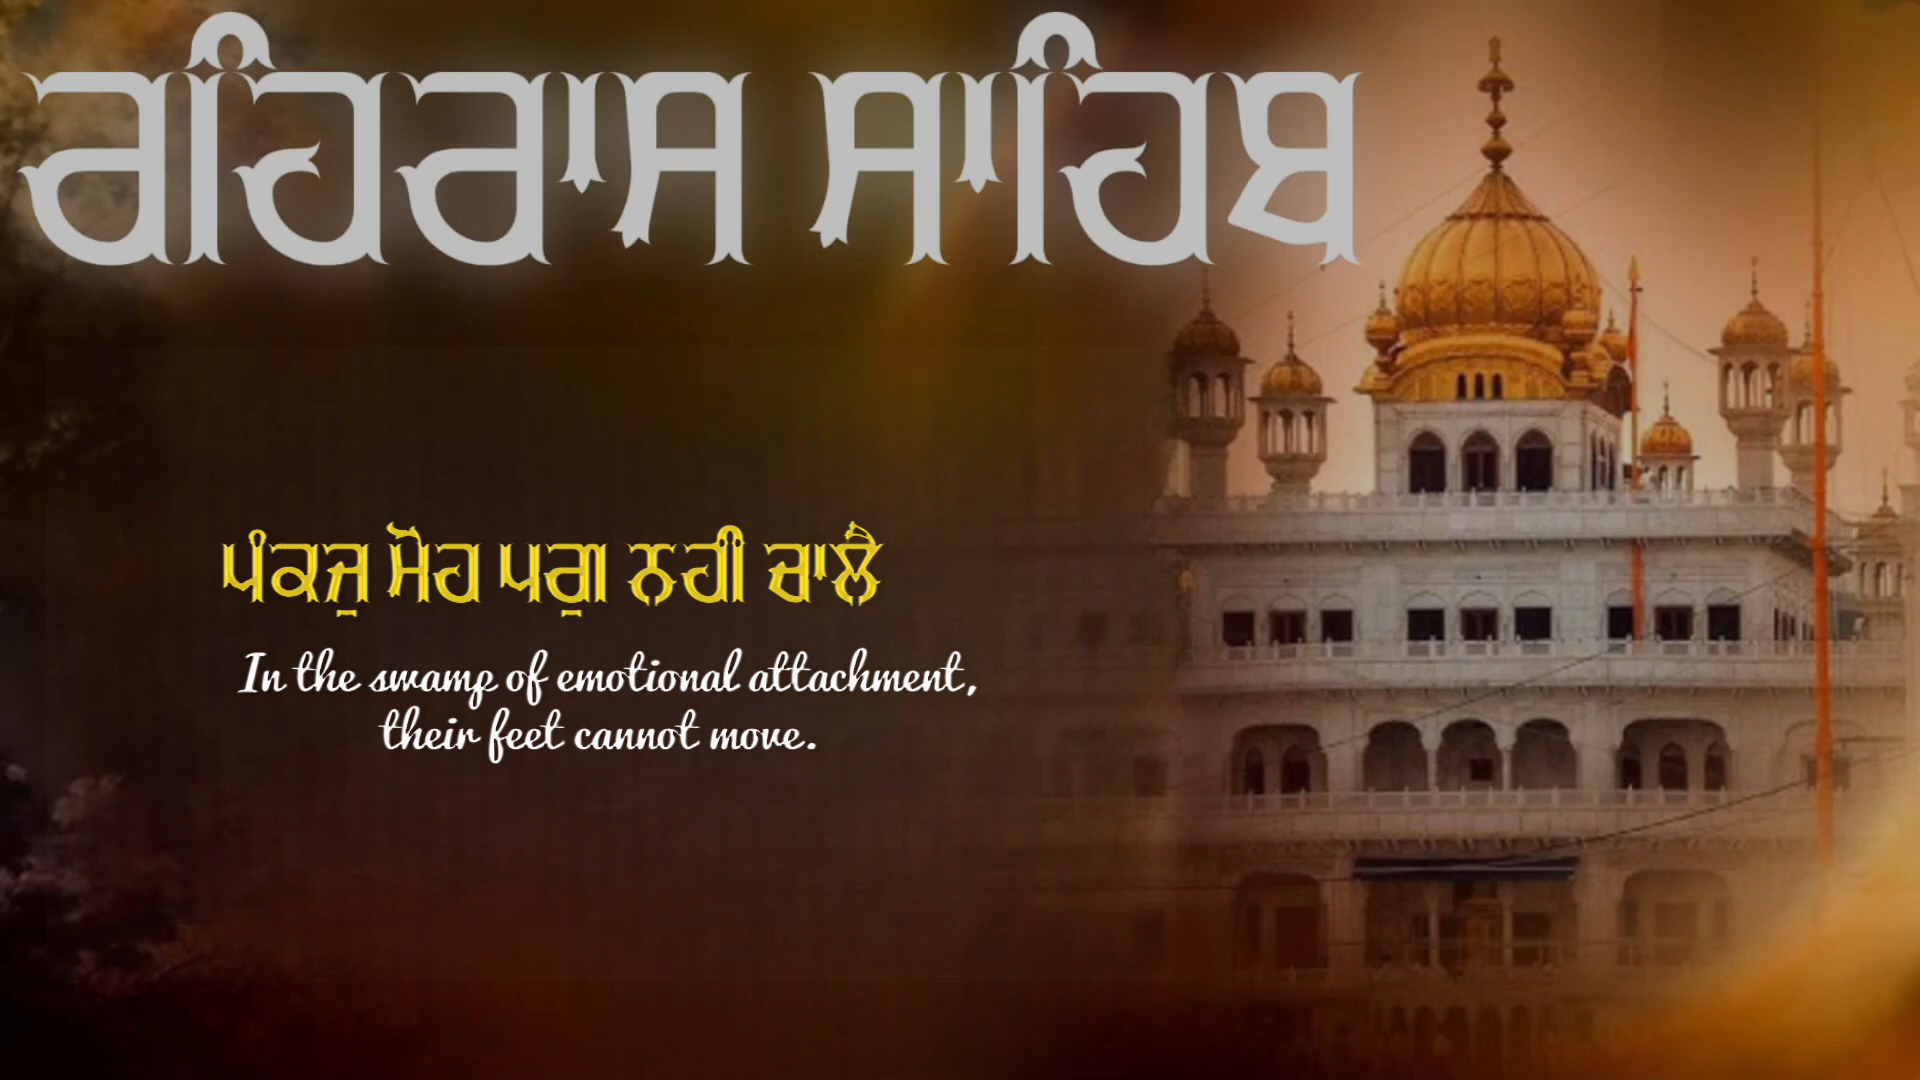 ਰਹਿਰਾਸ ਸਾਹਿਬ
ਪੰਕਜੁ ਮੋਹ ਪਗੁ ਨਹੀ ਚਾਲੈ
In the swamp of emotional attachment,
their feet cannot move.